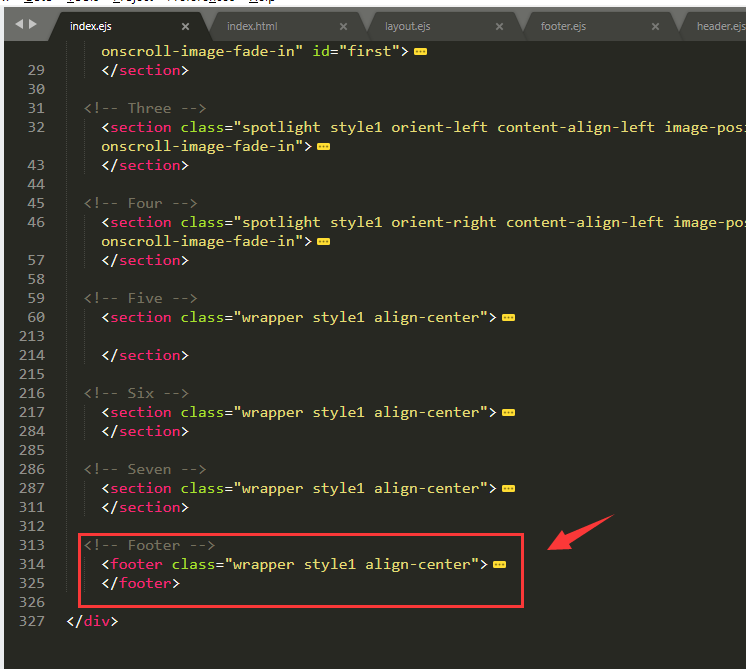 index.ejs × index.html × layout.ejs × footer.ejs × header.ejs
onscroll-image-fade-in" id="first">
29 </section>
30
31 <!-- Three -->
32 <section class="spotlight style1 orient-left content-align-left image-posi
onscroll-image-fade-in">
43 </section>
44
45 <!-- Four -->
46 <section class="spotlight style1 orient-right content-align-left image-pos
onscroll-image-fade-in">
57 </section>
58
59 <!-- Five -->
60 <section class="wrapper style1 align-center">
213
214 </section>
215
216 <!-- Six -->
217 <section class="wrapper style1 align-center">
284 </section>
285
286 <!-- Seven -->
287 <section class="wrapper style1 align-center">
311 </section>
312
313 <!-- Footer -->
314 <footer class="wrapper style1 align-center">
325 </footer>
326
327 </div>